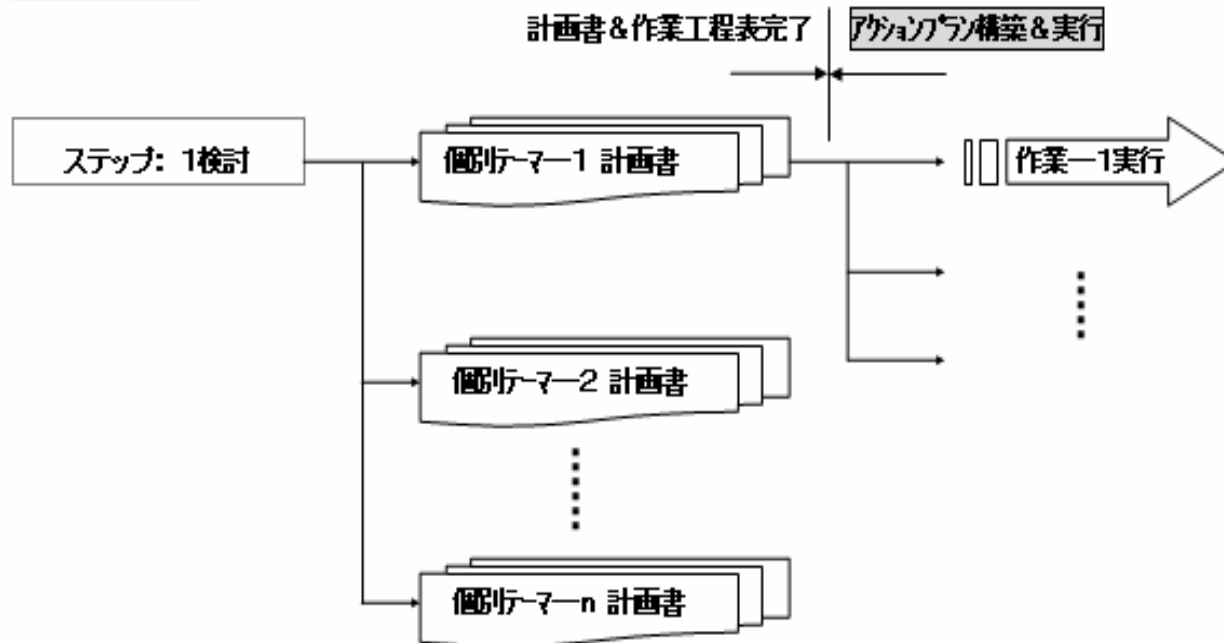 計画書＆作業工程表完了
ｱｸｼｮﾝﾌﾟﾗﾝ構築＆実行
ステップ：1検討
個別ﾃｰﾏｰ―1 計画書
作業―1実行
個別ﾃｰﾏｰ―2 計画書
個別ﾃｰﾏｰ―n 計画書